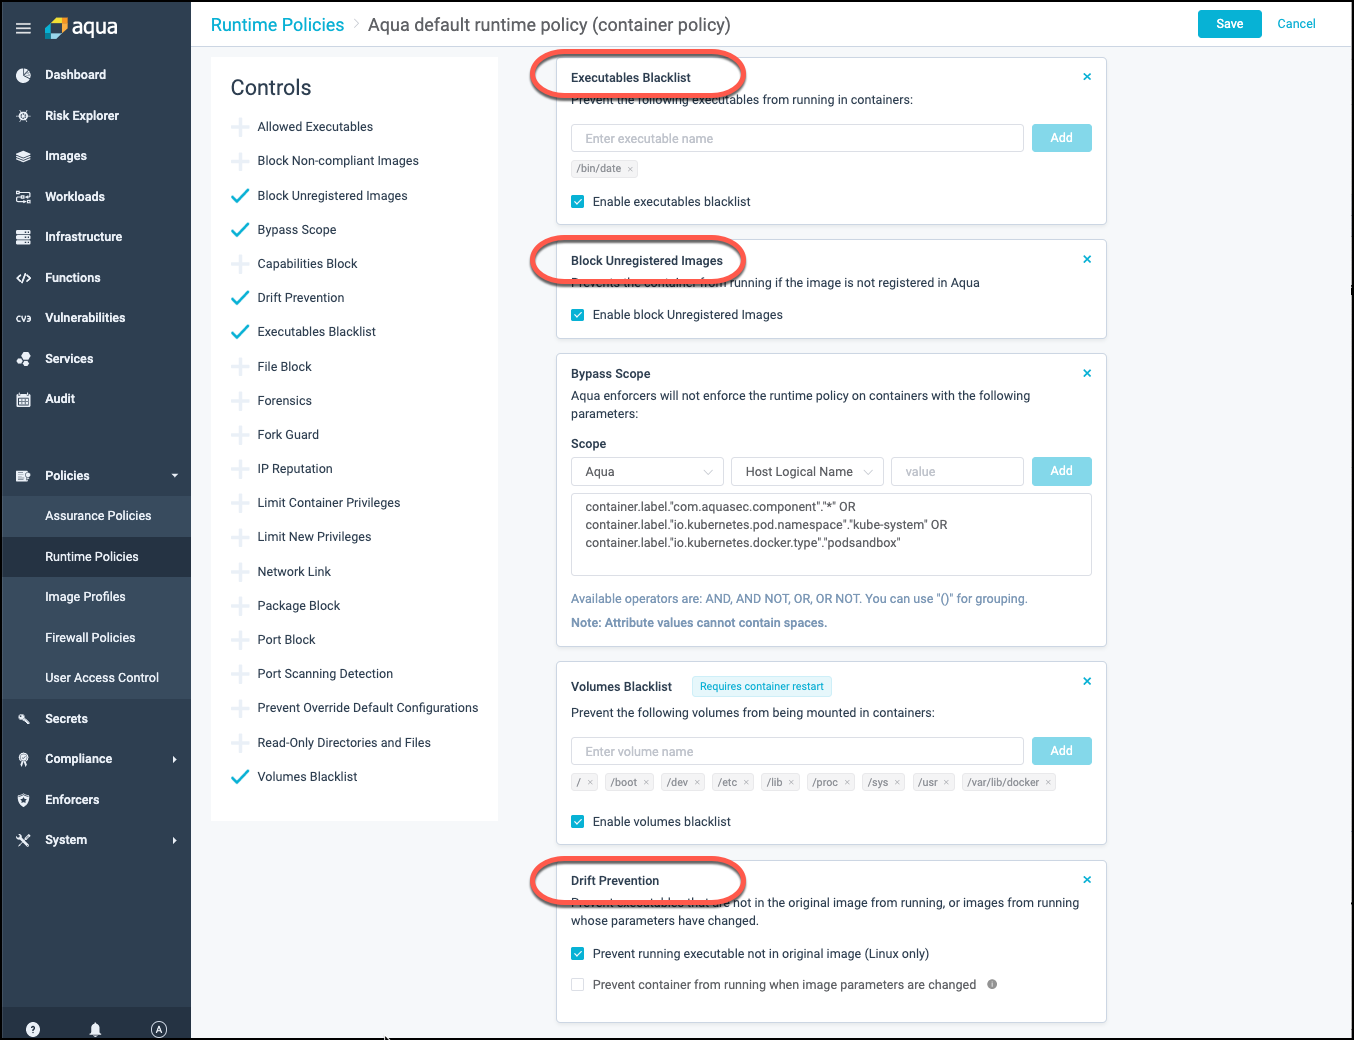 aqua
Runtime Policies > Aqua default runtime policy (container policy)
Save
Cancel
Dashboard
Risk Explorer
Images
Workloads
Infrastructure
Functions
CVE
Vulnerabilities
Services
Audit
Policies
Assurance Policies
Runtime Policies
Image Profiles
Firewall Policies
User Access Control
Secrets
Compliance
Enforcers
System
?
A
Controls
Allowed Executables
Block Non-compliant Images
Block Unregistered Images
Bypass Scope
Capabilities Block
Drift Prevention
Executables Blacklist
File Block
Forensics
Fork Guard
IP Reputation
Limit Container Privileges
Limit New Privileges
Network Link
Package Block
Port Block
Port Scanning Detection
Prevent Override Default Configurations
Read-Only Directories and Files
Volumes Blacklist
Executables Blacklist
Prevent the following executables from running in containers:
Enter executable name
Add
/bin/date ×
Enable executables blacklist
Block Unregistered Images
Prevents the container from running if the image is not registered in Aqua
Enable block Unregistered Images
Bypass Scope
Aqua enforcers will not enforce the runtime policy on containers with the following
parameters:
Scope
Aqua
Host Logical Name
value
Add
container.label."com.aquasec.component"."*" OR
container.label."io.kubernetes.pod.namespace"."kube-system" OR
container.label."io.kubernetes.docker.type"."podsandbox"
Available operators are: AND, AND NOT, OR, OR NOT. You can use "()" for grouping.
Note: Attribute values cannot contain spaces.
Volumes Blacklist
Requires container restart
Prevent the following volumes from being mounted in containers:
Enter volume name
Add
/ × /boot × /dev × /etc × /lib × /proc × /sys × /usr × /var/lib/docker ×
Enable volumes blacklist
Drift Prevention
Prevent executables that are not in the original image from running, or images from running
whose parameters have changed.
Prevent running executable not in original image (Linux only)
Prevent container from running when image parameters are changed